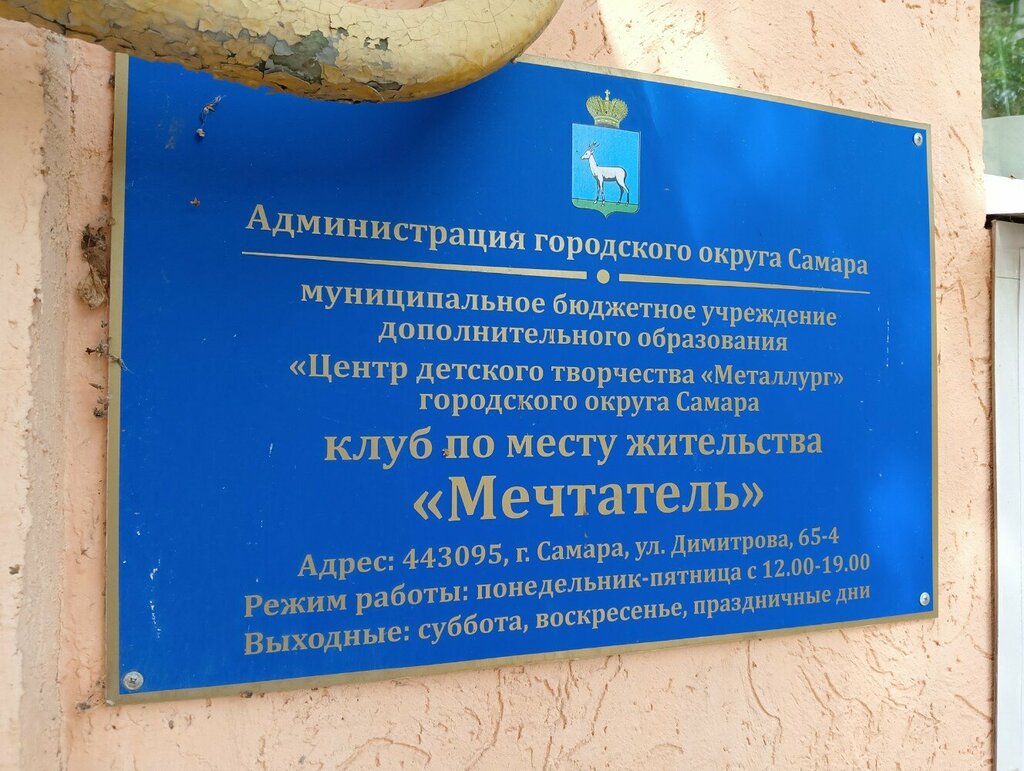 Администрация городского округа Самара
муниципальное бюджетное учреждение
дополнительного образования
«Центр детского творчества «Металлург»
городского округа Самара
клуб по месту жительства
«Мечтатель»
Адрес: 443095, г. Самара, ул. Димитрова, 65-4
Режим работы: понедельник-пятница с 12.00-19.00
Выходные: суббота, воскресенье, праздничные дни